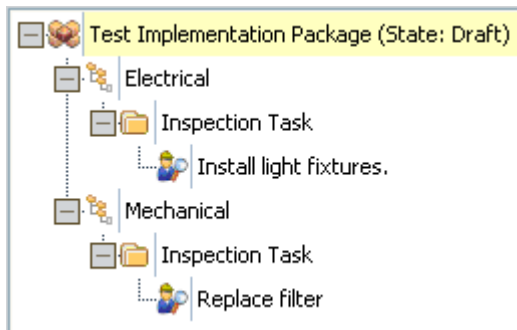 Test Implementation Package (State: Draft)
Electrical
Inspection Task
Install light fixtures.
Mechanical
Inspection Task
Replace filter